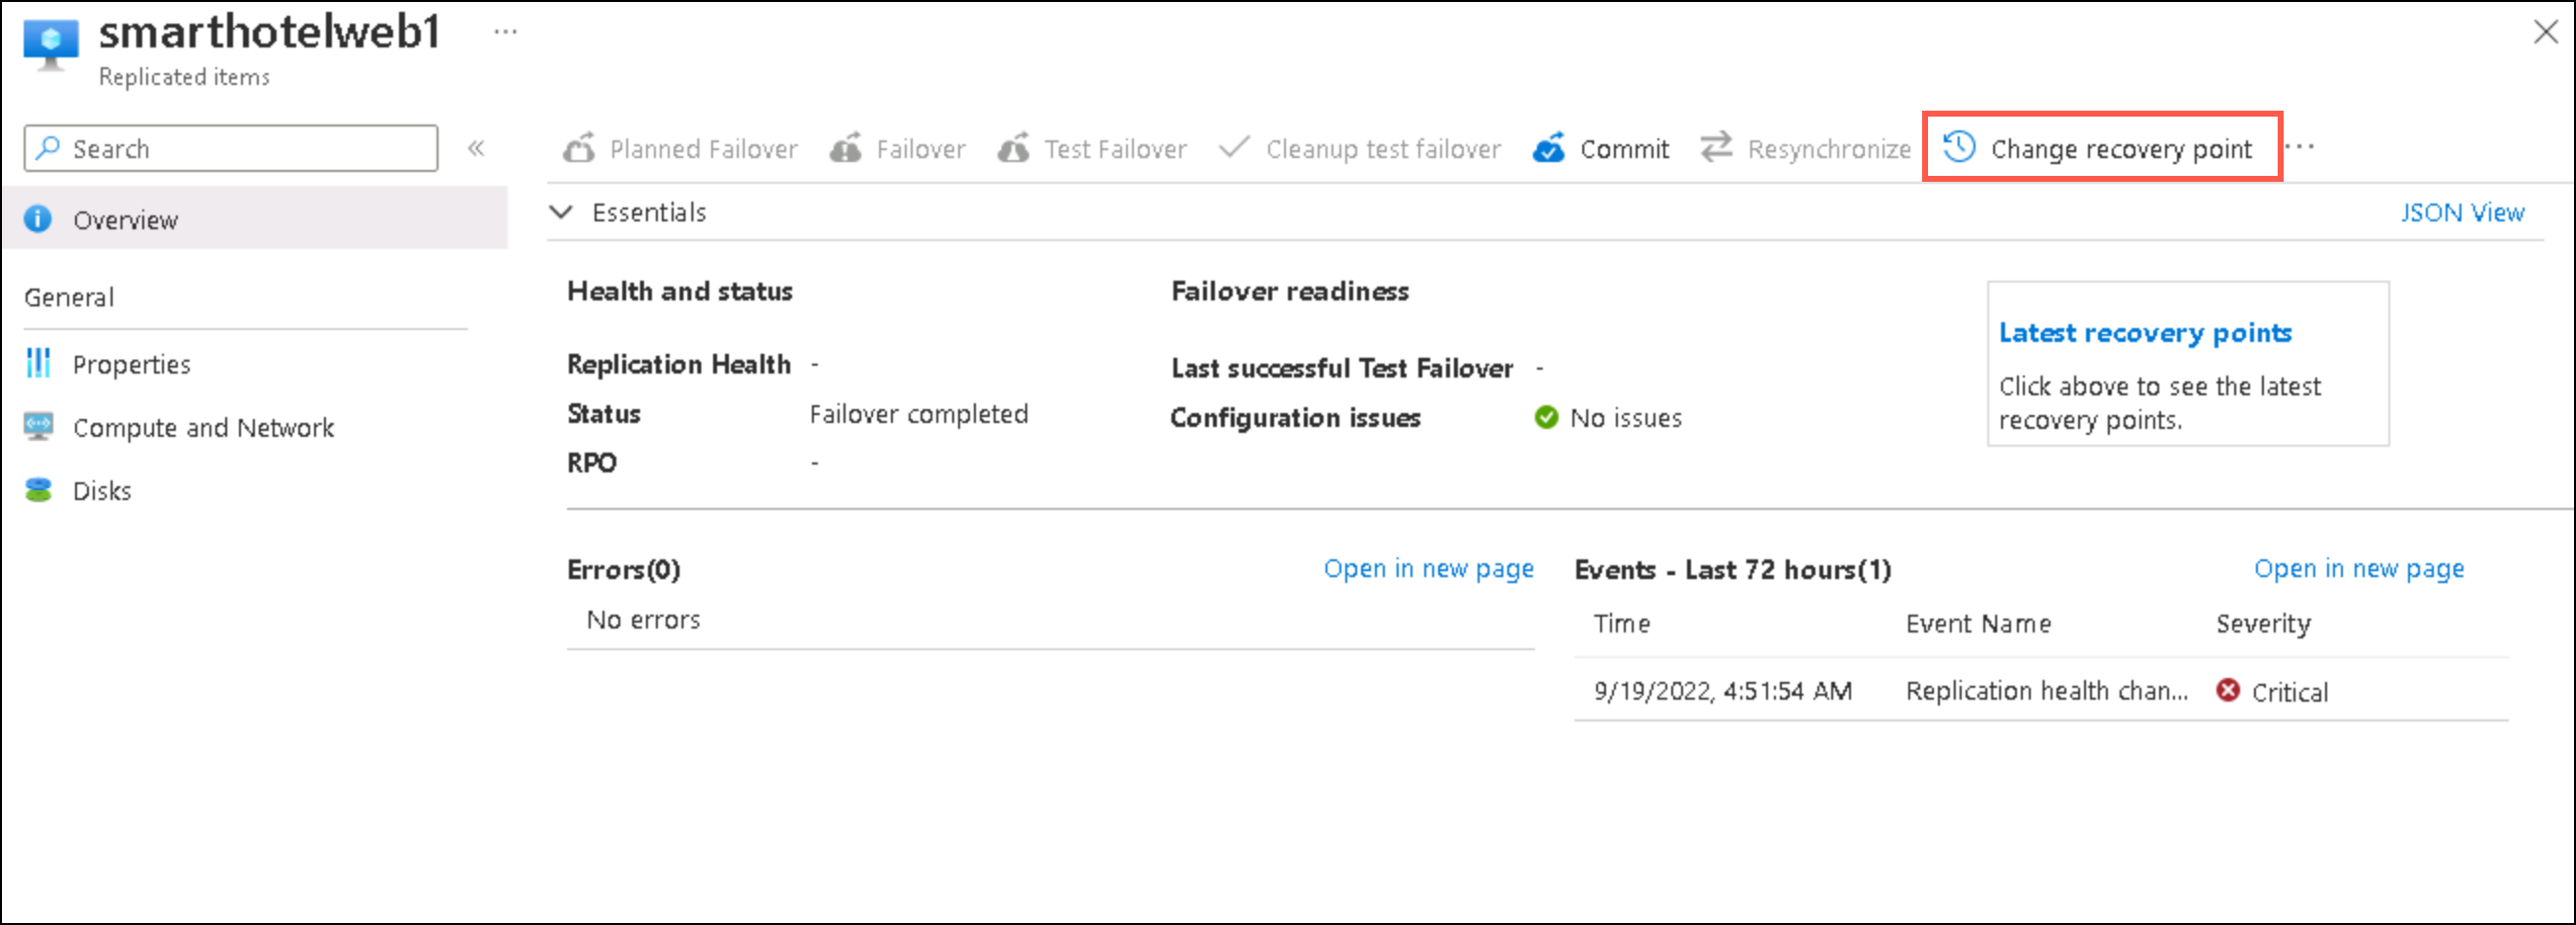 smarthotelweb1 ...
Replicated items
Search «
Planned Failover Failover Test Failover Cleanup test failover Commit Resynchronize Change recovery point ...
Overview
General
Properties
Compute and Network
Disks
Essentials JSON View
Health and status Failover readiness
Replication Health - Last successful Test Failover -
Status Failover completed Configuration issues No issues
RPO -
Latest recovery points
Click above to see the latest
recovery points.
Errors(0) Open in new page
No errors
Events - Last 72 hours(1) Open in new page
Time Event Name Severity
9/19/2022, 4:51:54 AM Replication health chan... Critical